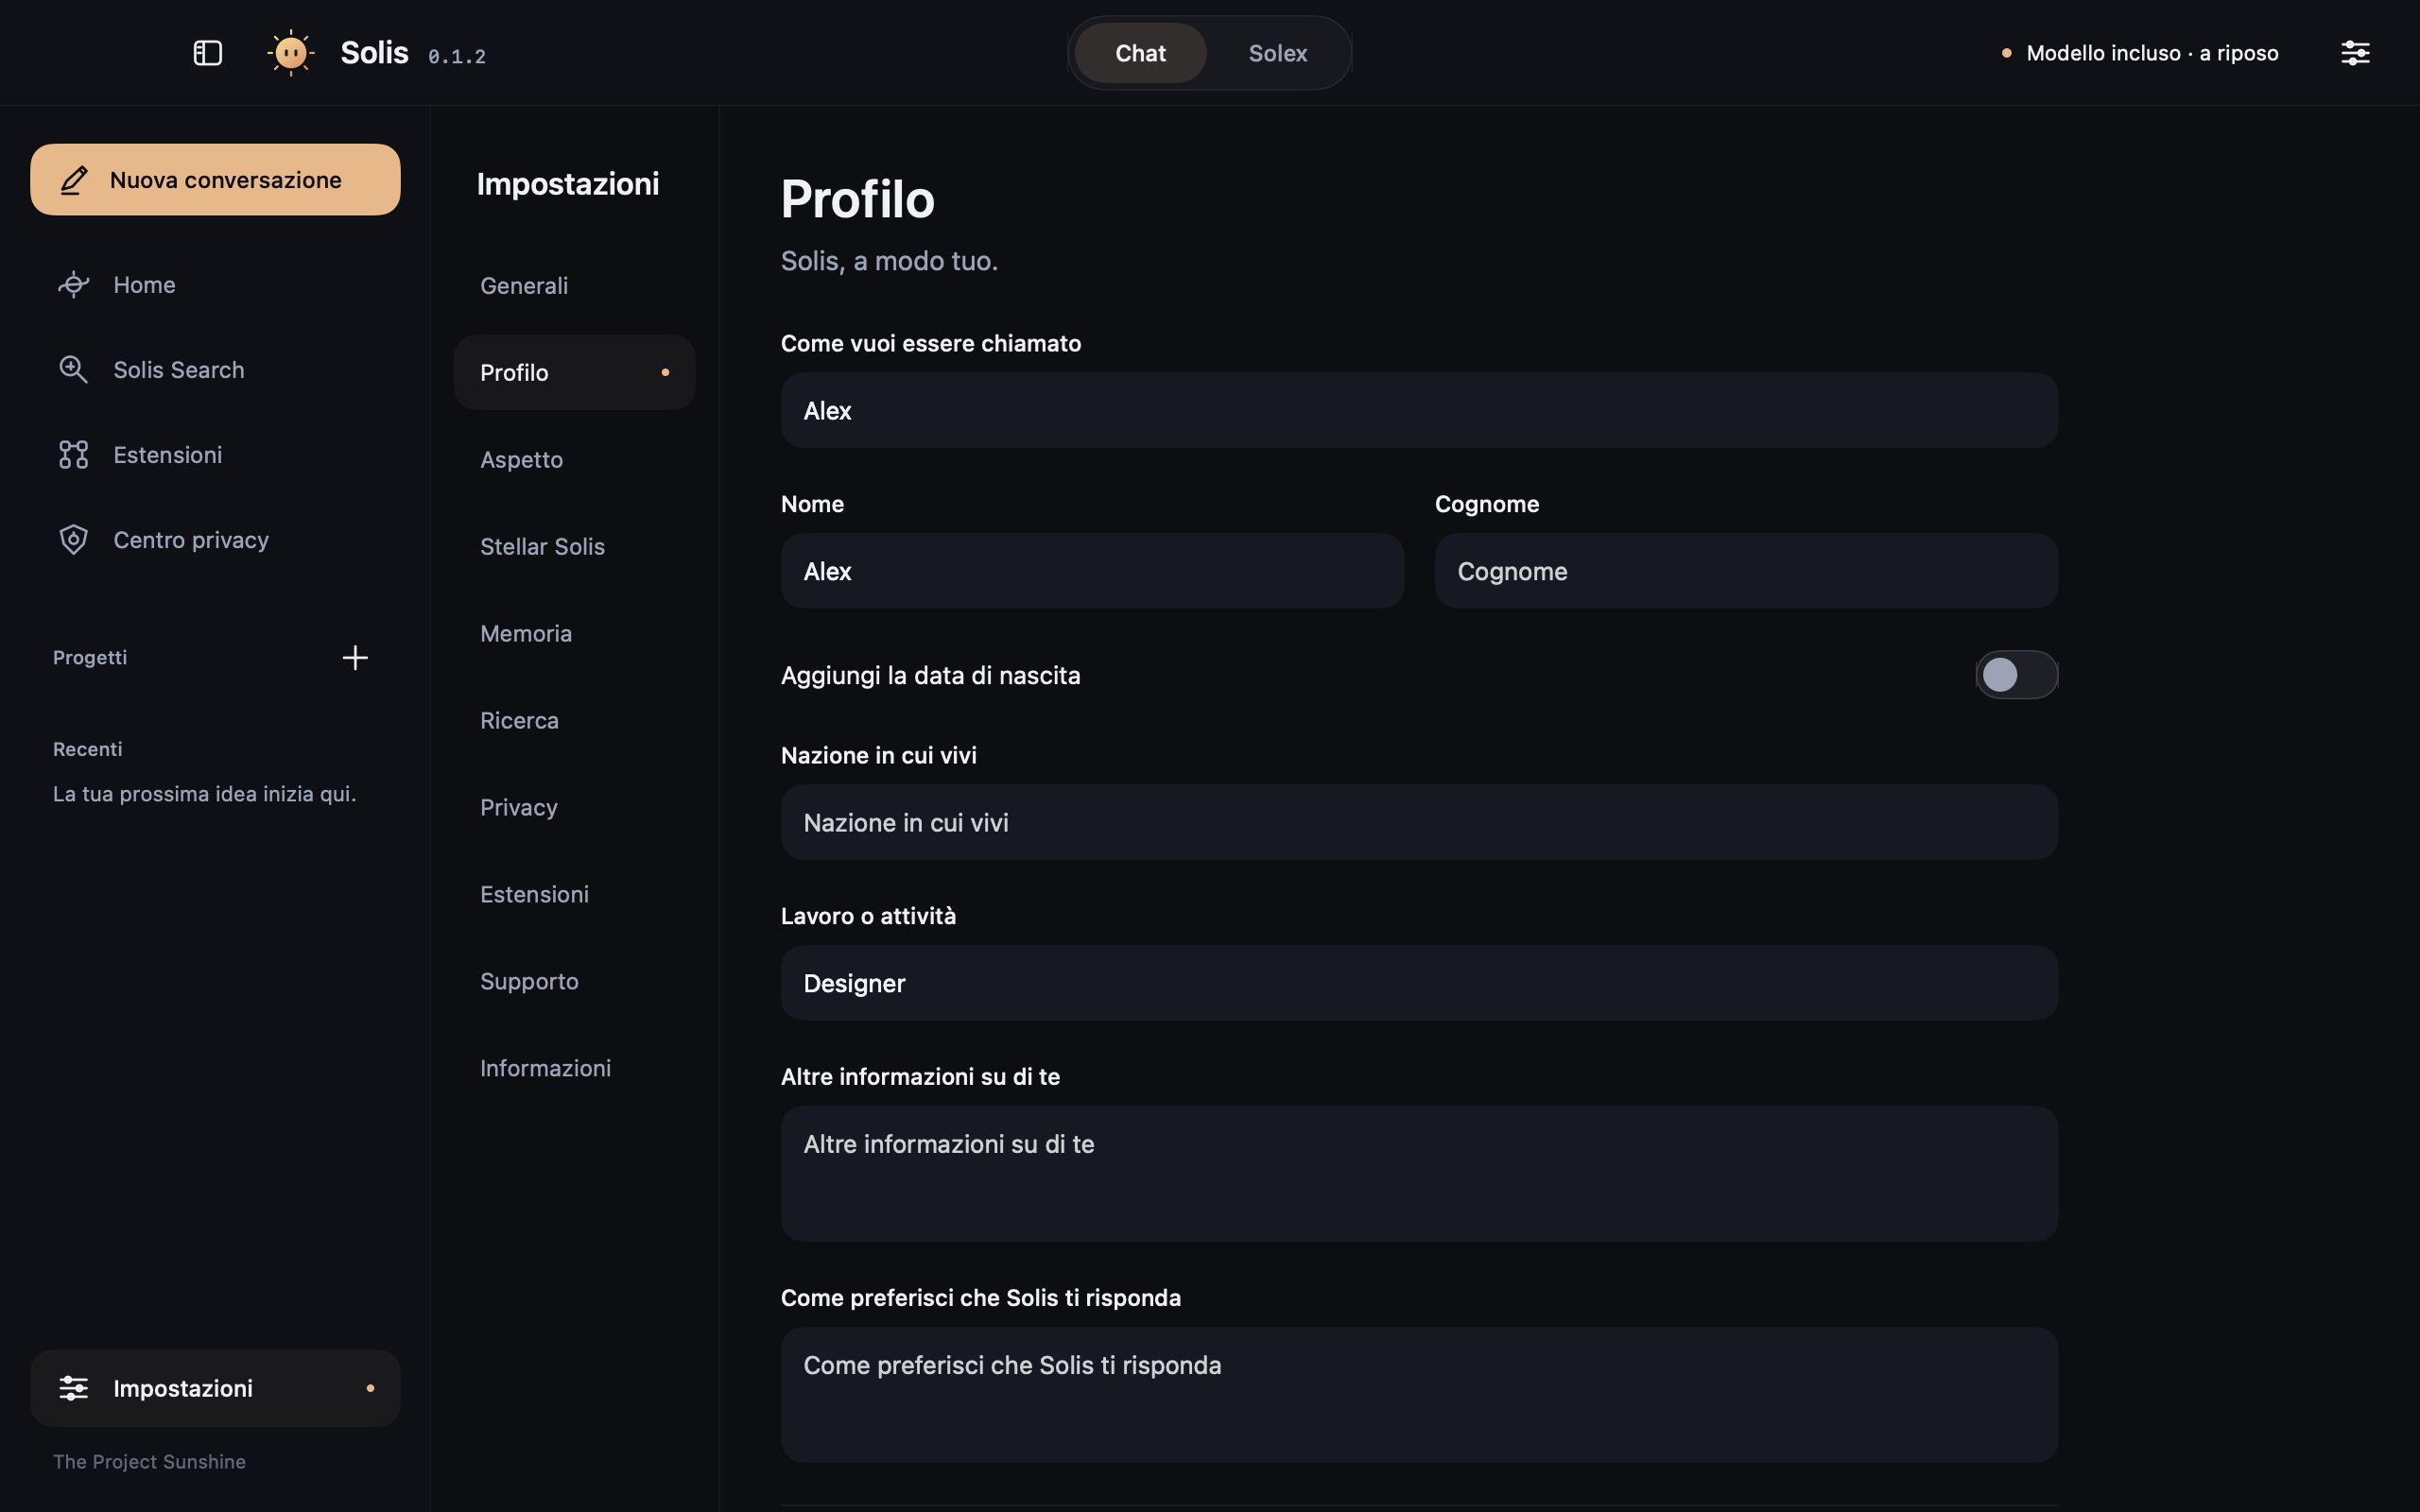 Solis 0.1.2
Chat
Solex
Modello incluso · a riposo
Nuova conversazione
Home
Solis Search
Estensioni
Centro privacy
Progetti
Recenti
La tua prossima idea inizia qui.
Impostazioni
The Project Sunshine
Impostazioni
Generali
Profilo
Aspetto
Stellar Solis
Memoria
Ricerca
Privacy
Estensioni
Supporto
Informazioni
Profilo
Solis, a modo tuo.
Come vuoi essere chiamato
Alex
Nome
Alex
Cognome
Cognome
Aggiungi la data di nascita
Nazione in cui vivi
Nazione in cui vivi
Lavoro o attività
Designer
Altre informazioni su di te
Altre informazioni su di te
Come preferisci che Solis ti risponda
Come preferisci che Solis ti risponda